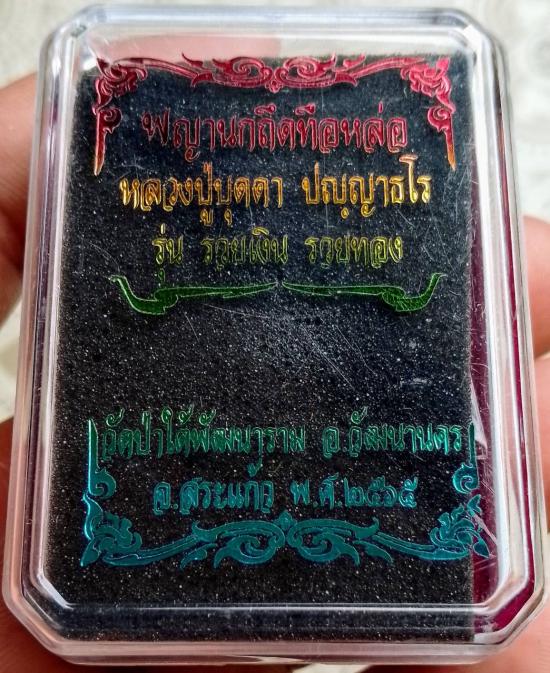 พญานกถึดทือหล่อ
หลวงปู่บุดดา ปญฺญาธโร
รุ่น รวยเงิน รวยทอง
วัดป่าใต้พัฒนาราม อ.วัฒนานคร
จ.สระแก้ว พ.ศ.๒๕๖๕